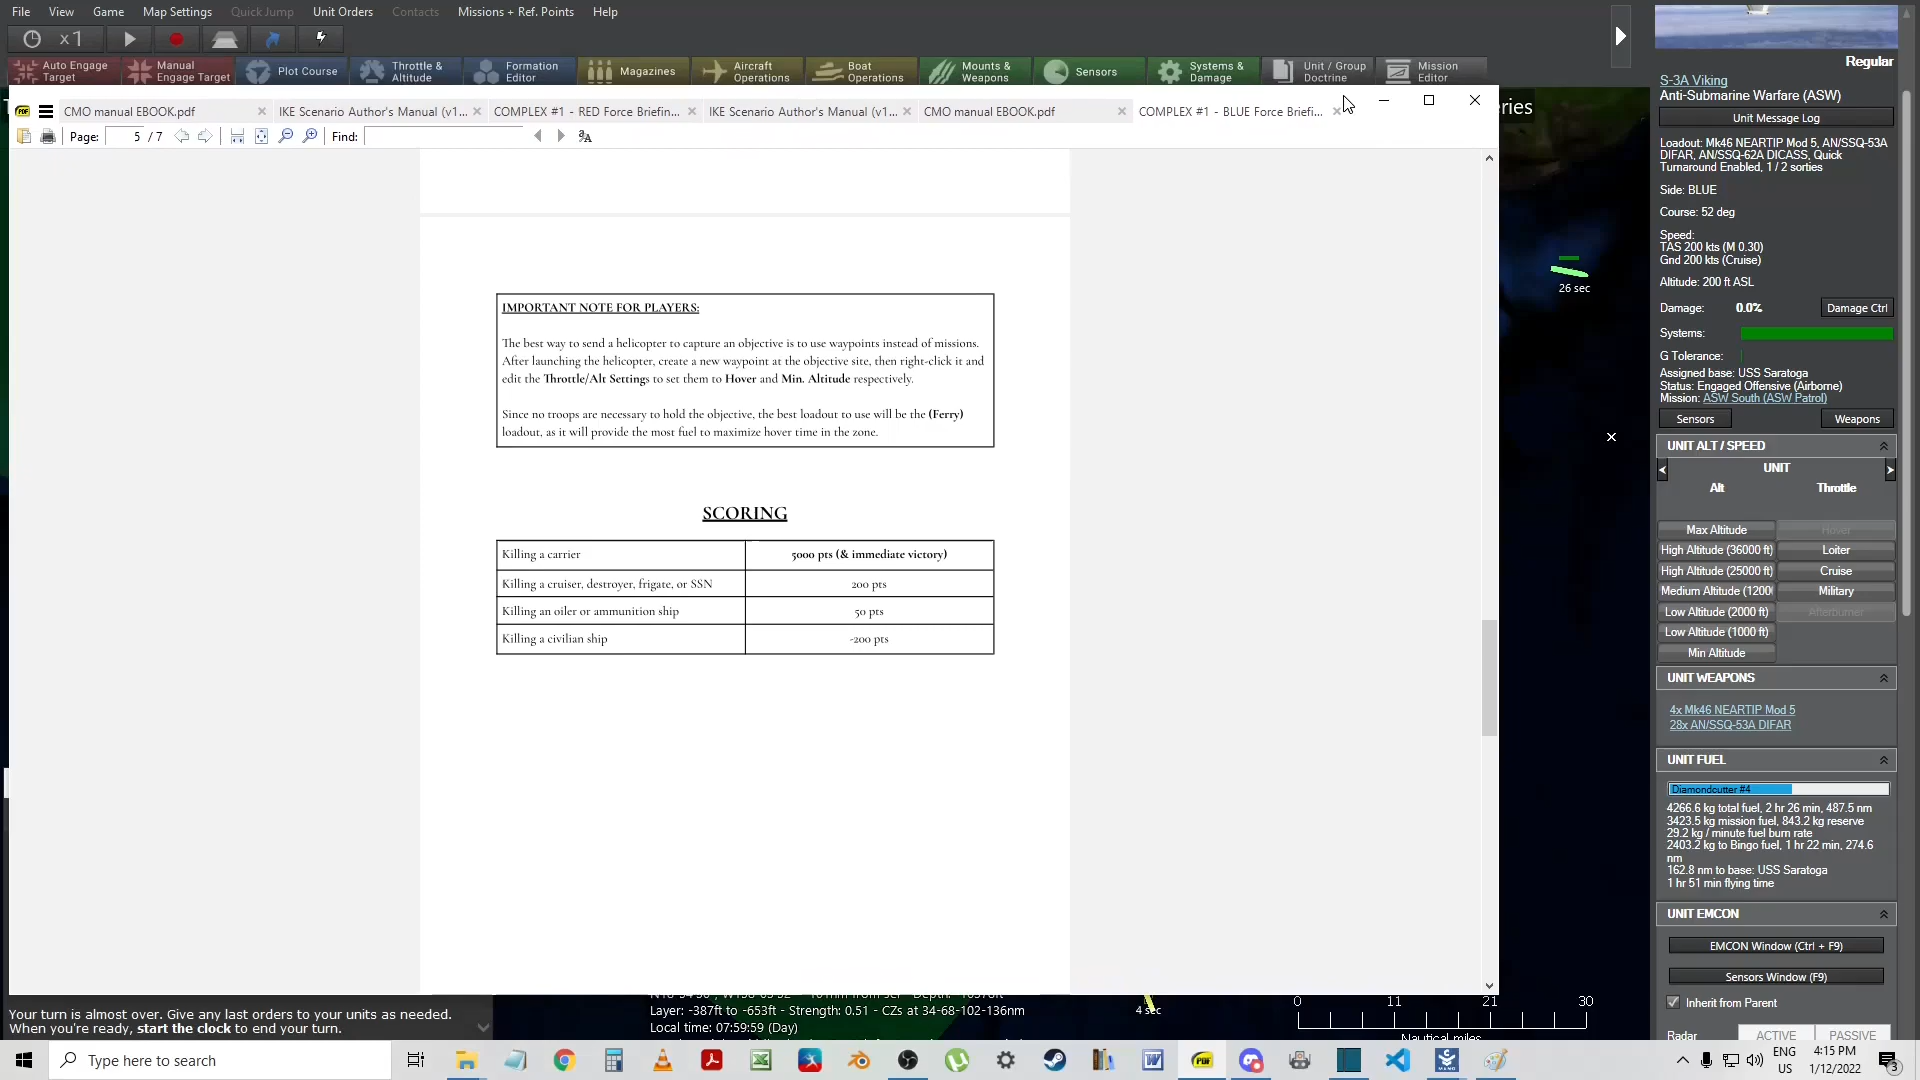 File View Game Map Settings Quick Jump Unit Orders Contacts Missions + Ref. Points Help
x1
Auto Engage Target
Manual Engage Target
Plot Course
Throttle & Altitude
Formation Editor
Magazines
Aircraft Operations
Boat Operations
Mounts & Weapons
Sensors
Systems & Damage
Unit / Group Doctrine
Mission Editor
CMO manual EBOOK.pdf
IKE Scenario Author's Manual (v1...
COMPLEX #1 - RED Force Briefin...
IKE Scenario Author's Manual (v1...
CMO manual EBOOK.pdf
COMPLEX #1 - BLUE Force Briefi...
Page: 5 / 7 Find:
IMPORTANT NOTE FOR PLAYERS:
The best way to send a helicopter to capture an objective is to use waypoints instead of missions.
After launching the helicopter, create a new waypoint at the objective site, then right-click it and
edit the Throttle/Alt Settings to set them to Hover and Min. Altitude respectively.
Since no troops are necessary to hold the objective, the best loadout to use will be the (Ferry)
loadout, as it will provide the most fuel to maximize hover time in the zone.
SCORING
Killing a carrier 5000 pts (& immediate victory)
Killing a cruiser, destroyer, frigate, or SSN 200 pts
Killing an oiler or ammunition ship 50 pts
Killing a civilian ship -200 pts
eries
26 sec
Regular
S-3A Viking
Anti-Submarine Warfare (ASW)
Unit Message Log
Loadout: Mk46 NEARTIP Mod 5, AN/SSQ-53A
DIFAR, AN/SSQ-62A DICASS, Quick
Turnaround Enabled, 1 / 2 sorties
Side: BLUE
Course: 52 deg
Speed:
TAS 200 kts (M 0.30)
Gnd 200 kts (Cruise)
Altitude: 200 ft ASL
Damage: 0.0% Damage Ctrl
Systems:
G Tolerance:
Assigned base: USS Saratoga
Status: Engaged Offensive (Airborne)
Mission: ASW South (ASW Patrol)
Sensors Weapons
UNIT ALT / SPEED
UNIT
Alt Throttle
Max Altitude Hover
High Altitude (36000 ft) Loiter
High Altitude (25000 ft) Cruise
Medium Altitude (1200 Military
Low Altitude (2000 ft) Afterburner
Low Altitude (1000 ft)
Min Altitude
UNIT WEAPONS
4x Mk46 NEARTIP Mod 5
28x AN/SSQ-53A DIFAR
UNIT FUEL
Diamondcutter #4
4266.6 kg total fuel, 2 hr 26 min, 487.5 nm
3423.5 kg mission fuel, 843.2 kg reserve
29.2 kg / minute fuel burn rate
2403.2 kg to Bingo fuel, 1 hr 22 min, 274.6
nm
162.8 nm to base: USS Saratoga
1 hr 51 min flying time
UNIT EMCON
EMCON Window (Ctrl + F9)
Sensors Window (F9)
Inherit from Parent
Radar ACTIVE PASSIVE
Your turn is almost over. Give any last orders to your units as needed.
When you're ready, start the clock to end your turn.
Layer: -387ft to -653ft - Strength: 0.51 - CZs at 34-68-102-136nm
Local time: 07:59:59 (Day)
4 sec
0 11 21 30
Nautical miles
Type here to search
ENG
US
4:15 PM
1/12/2022
3